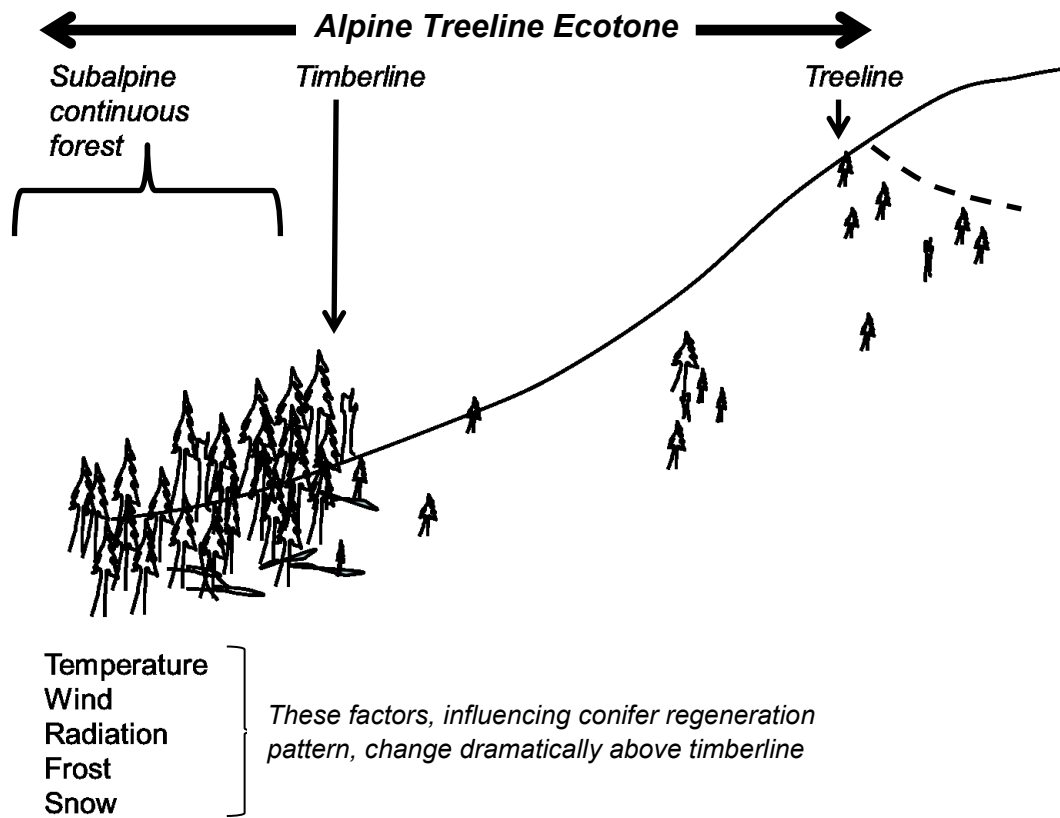 Alpine Treeline Ecotone
Subalpine
continuous
forest
Timberline
Treeline
Temperature
Wind
Radiation
Frost
Snow
These factors, influencing conifer regeneration
pattern, change dramatically above timberline